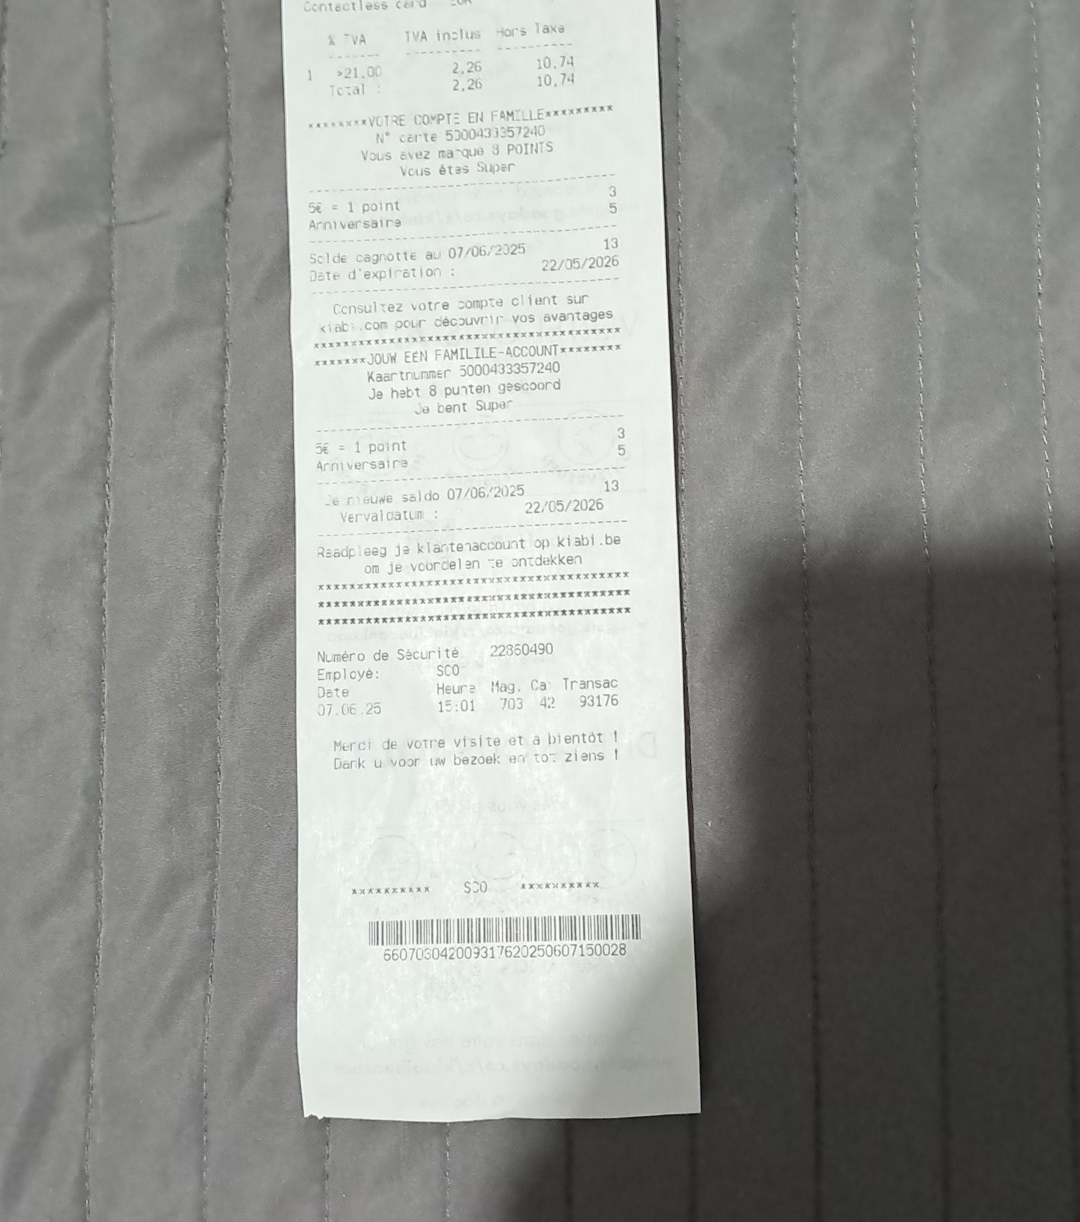 Contactless card EUR
% TVA TVA inclus Hors Taxe
1 >21.00 2,26 10,74
Total : 2,26 10,74
********VOTRE COMPTE EN FAMILLE*********
N° carte 5000433357240
Vous avez marqué 8 POINTS
Vous êtes Super
5€ = 1 point 3
Anniversaire 5
Solde cagnotte au 07/06/2025 13
Date d'expiration : 22/05/2026
Consultez votre compte client sur
kiabi.com pour découvrir vos avantages
****************************************
*******JOUW EEN FAMILILE-ACCOUNT********
Kaartnummer 5000433357240
Je hebt 8 punten gescoord
Je bent Super
5€ = 1 point 3
Anniversaire 5
Je nieuwe saldo 07/06/2025 13
Vervaldatum : 22/05/2026
Raadpleeg je klantenaccount op kiabi.be
om je voordelen te ontdekken
****************************************
****************************************
****************************************
Numéro de Sécurité 22860490
Employé: SCO
Date Heure Mag. Ca Transac
07.06.25 15:01 703 42 93176
Merci de votre visite et à bientôt !
Dank u voor uw bezoek en tot ziens !
********** SCO **********
660703042009317620250607150028